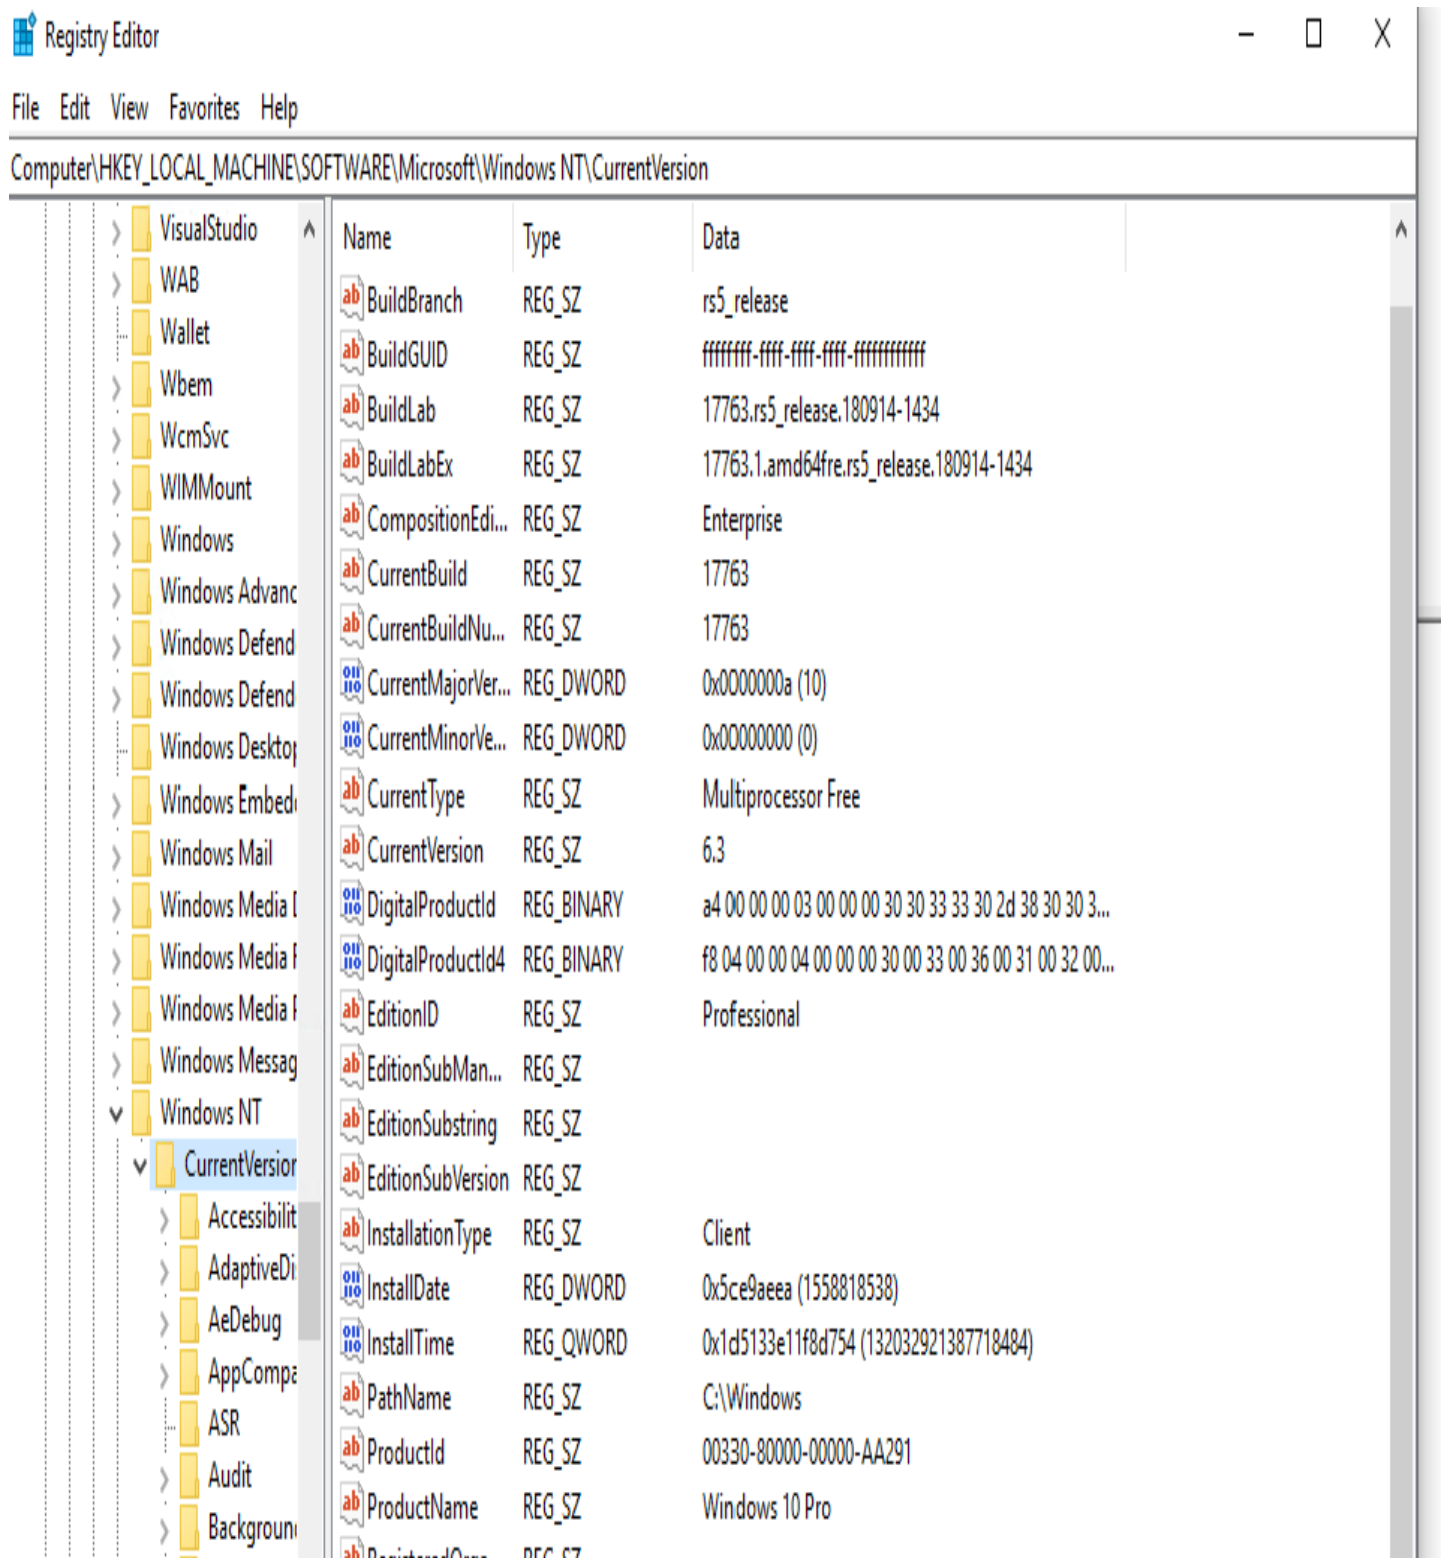 Registry Editor
File Edit View Favorites Help
Computer\HKEY_LOCAL_MACHINE\SOFTWARE\Microsoft\Windows NT\CurrentVersion
VisualStudio
WAB
Wallet
Wbem
WcmSvc
WIMMount
Windows
Windows Advanc
Windows Defend
Windows Defend
Windows Desktop
Windows Embed
Windows Mail
Windows Media
Windows Media
Windows Media
Windows Messag
Windows NT
CurrentVersion
Accessibilit
AdaptiveDi
AeDebug
AppCompa
ASR
Audit
Backgroun
Name Type Data
BuildBranch REG_SZ rs5_release
BuildGUID REG_SZ ffffffff-ffff-ffff-ffff-ffffffffffff
BuildLab REG_SZ 17763.rs5_release.180914-1434
BuildLabEx REG_SZ 17763.1.amd64fre.rs5_release.180914-1434
CompositionEdi... REG_SZ Enterprise
CurrentBuild REG_SZ 17763
CurrentBuildNu... REG_SZ 17763
CurrentMajorVer... REG_DWORD 0x0000000a (10)
CurrentMinorVe... REG_DWORD 0x00000000 (0)
CurrentType REG_SZ Multiprocessor Free
CurrentVersion REG_SZ 6.3
DigitalProductId REG_BINARY a4 00 00 00 03 00 00 00 30 30 33 33 30 2d 38 30 30 3...
DigitalProductId4 REG_BINARY f8 04 00 00 04 00 00 00 30 00 33 00 36 00 31 00 32 00...
EditionID REG_SZ Professional
EditionSubMan... REG_SZ
EditionSubstring REG_SZ
EditionSubVersion REG_SZ
InstallationType REG_SZ Client
InstallDate REG_DWORD 0x5ce9aeea (1558818538)
InstallTime REG_QWORD 0x1d5133e11f8d754 (132032921387718484)
PathName REG_SZ C:\Windows
ProductId REG_SZ 00330-80000-00000-AA291
ProductName REG_SZ Windows 10 Pro